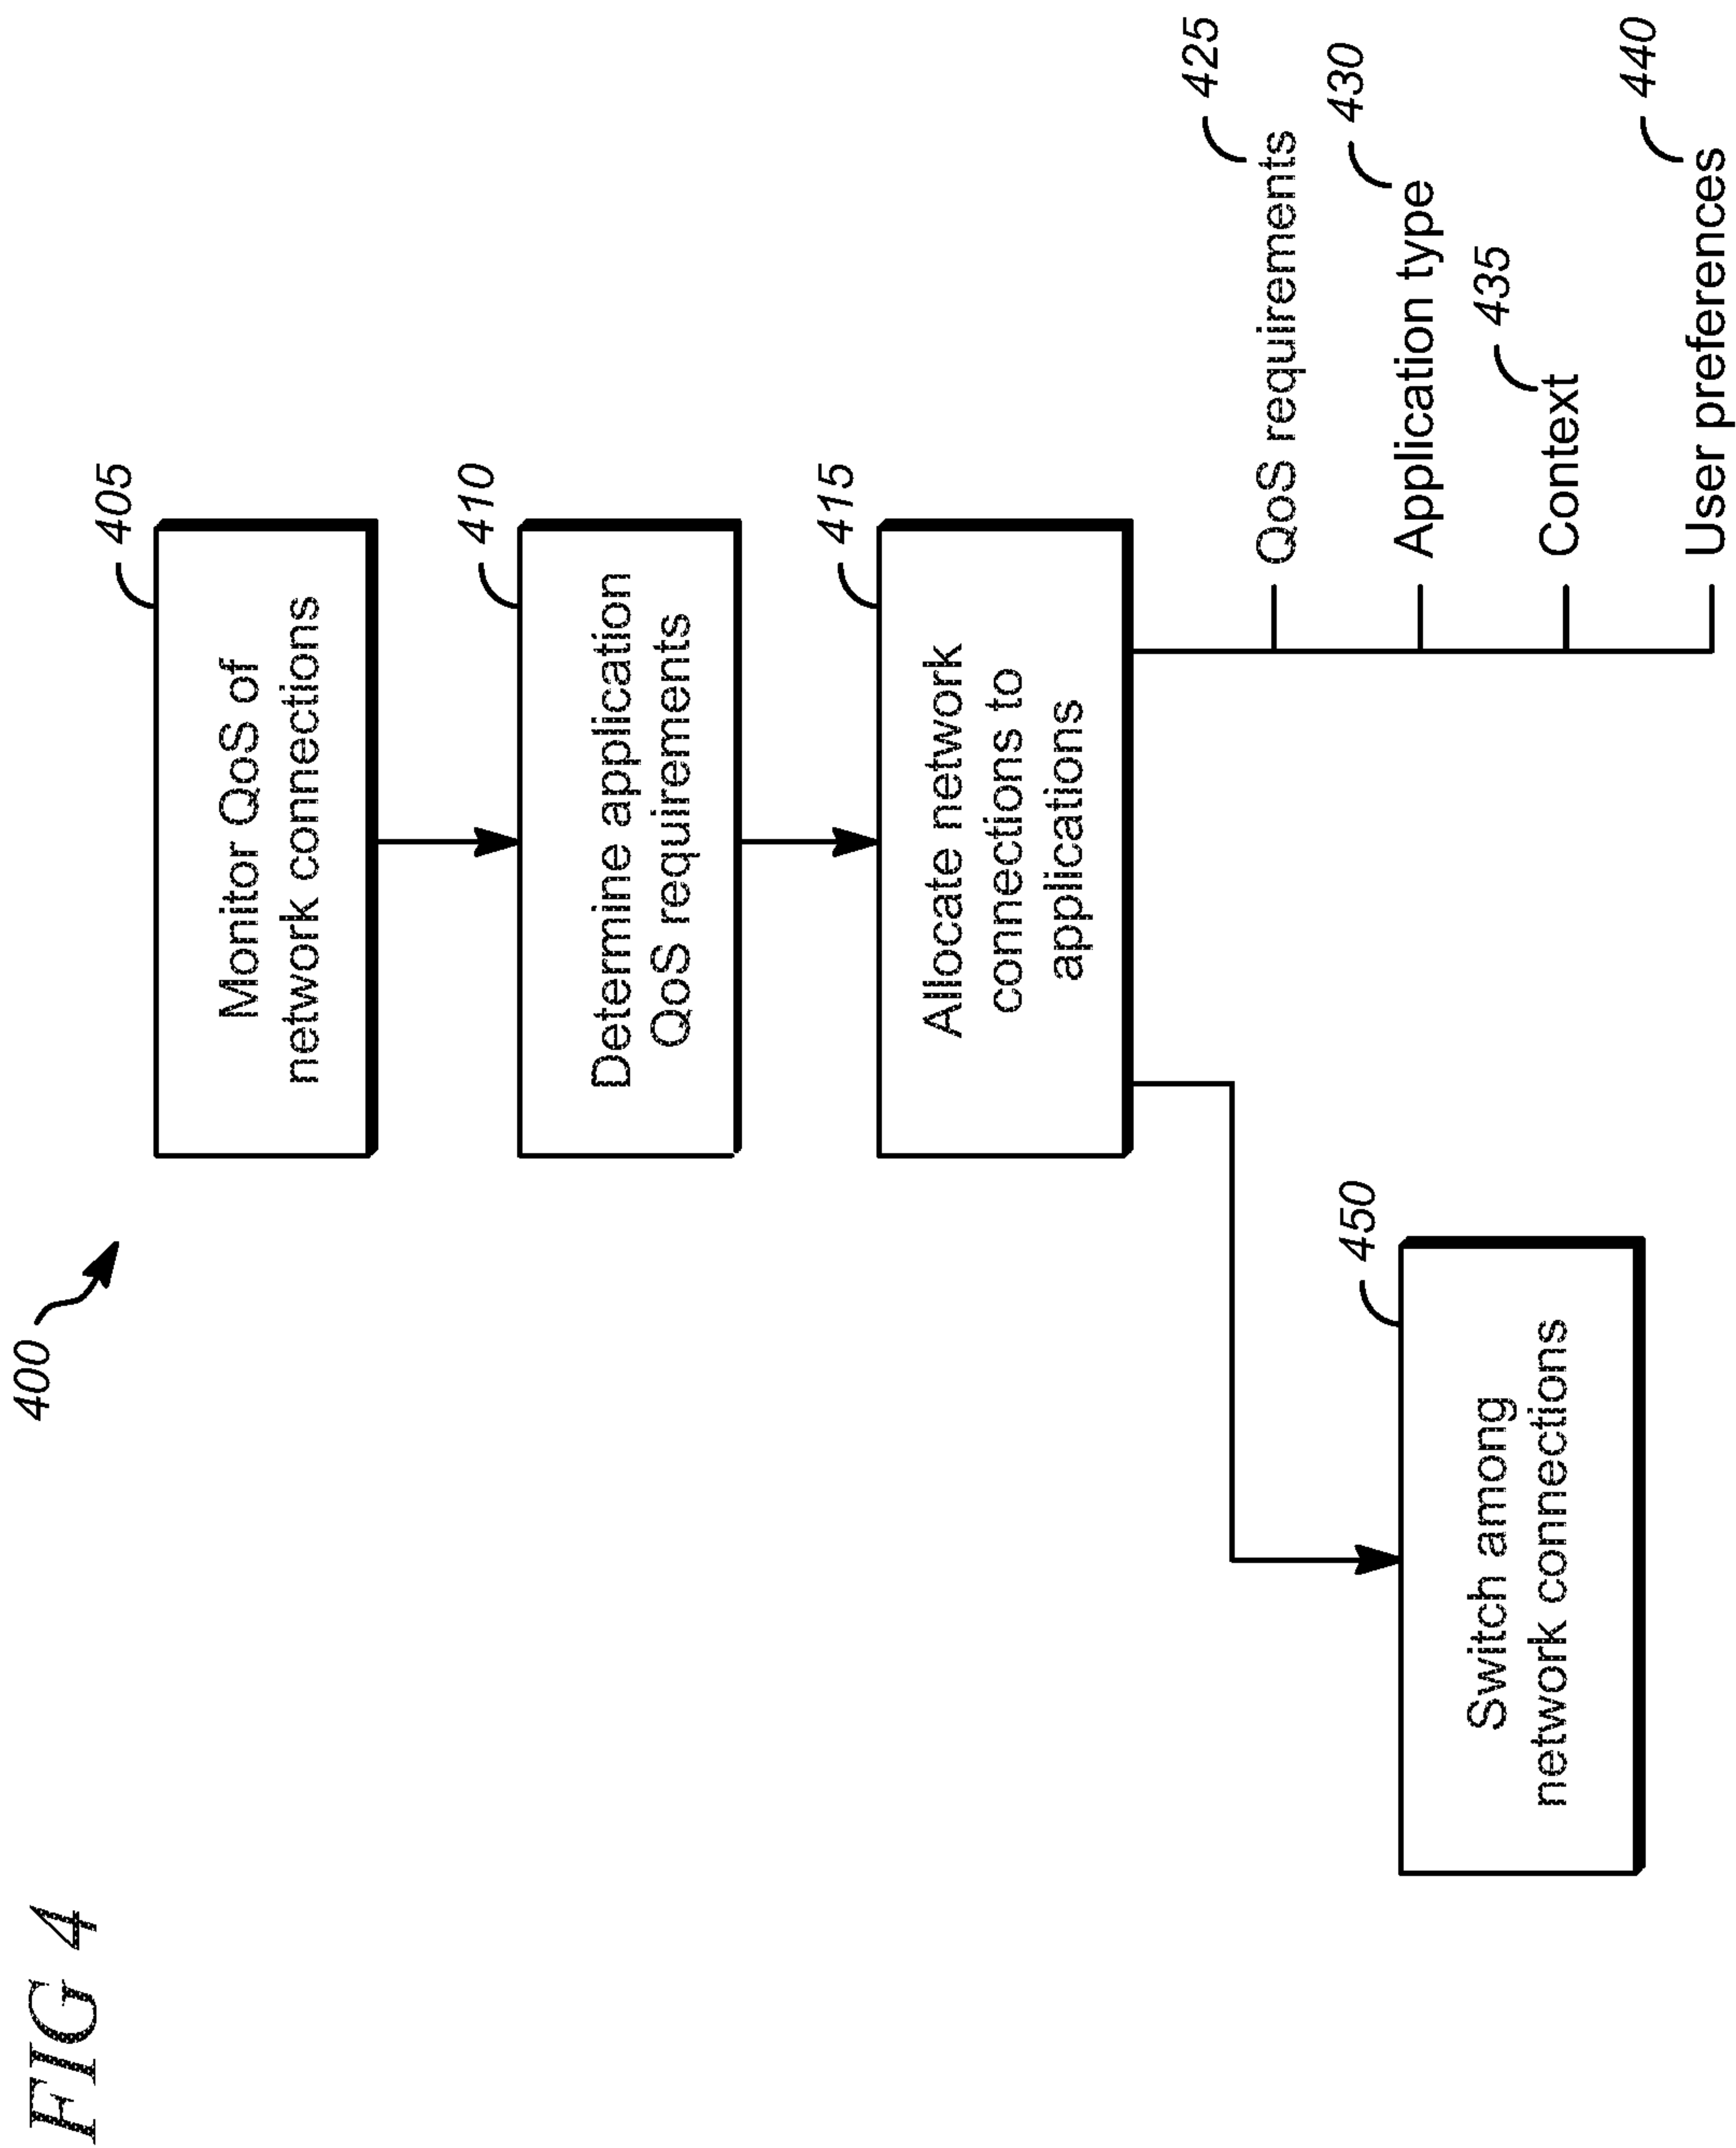 FIG 4
400
405
Monitor QoS of
network connections
410
Determine application
QoS requirements
415
Allocate network
connections to
applications
425
QoS requirements
430
Application type
435
Context
440
User preferences
450
Switch among
network connections